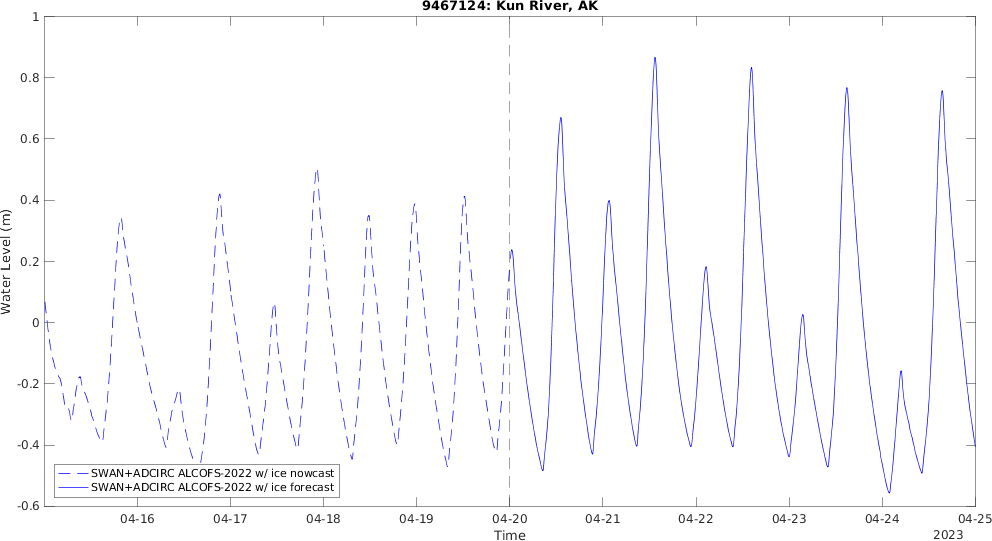 9467124: Kun River, AK
Water Level (m)
1
0.8
0.6
0.4
0.2
0
-0.2
-0.4
-0.6
SWAN+ADCIRC ALCOFS-2022 w/ ice nowcast
SWAN+ADCIRC ALCOFS-2022 w/ ice forecast
04-16 04-17 04-18 04-19 04-20 04-21 04-22 04-23 04-24 04-25
Time
2023